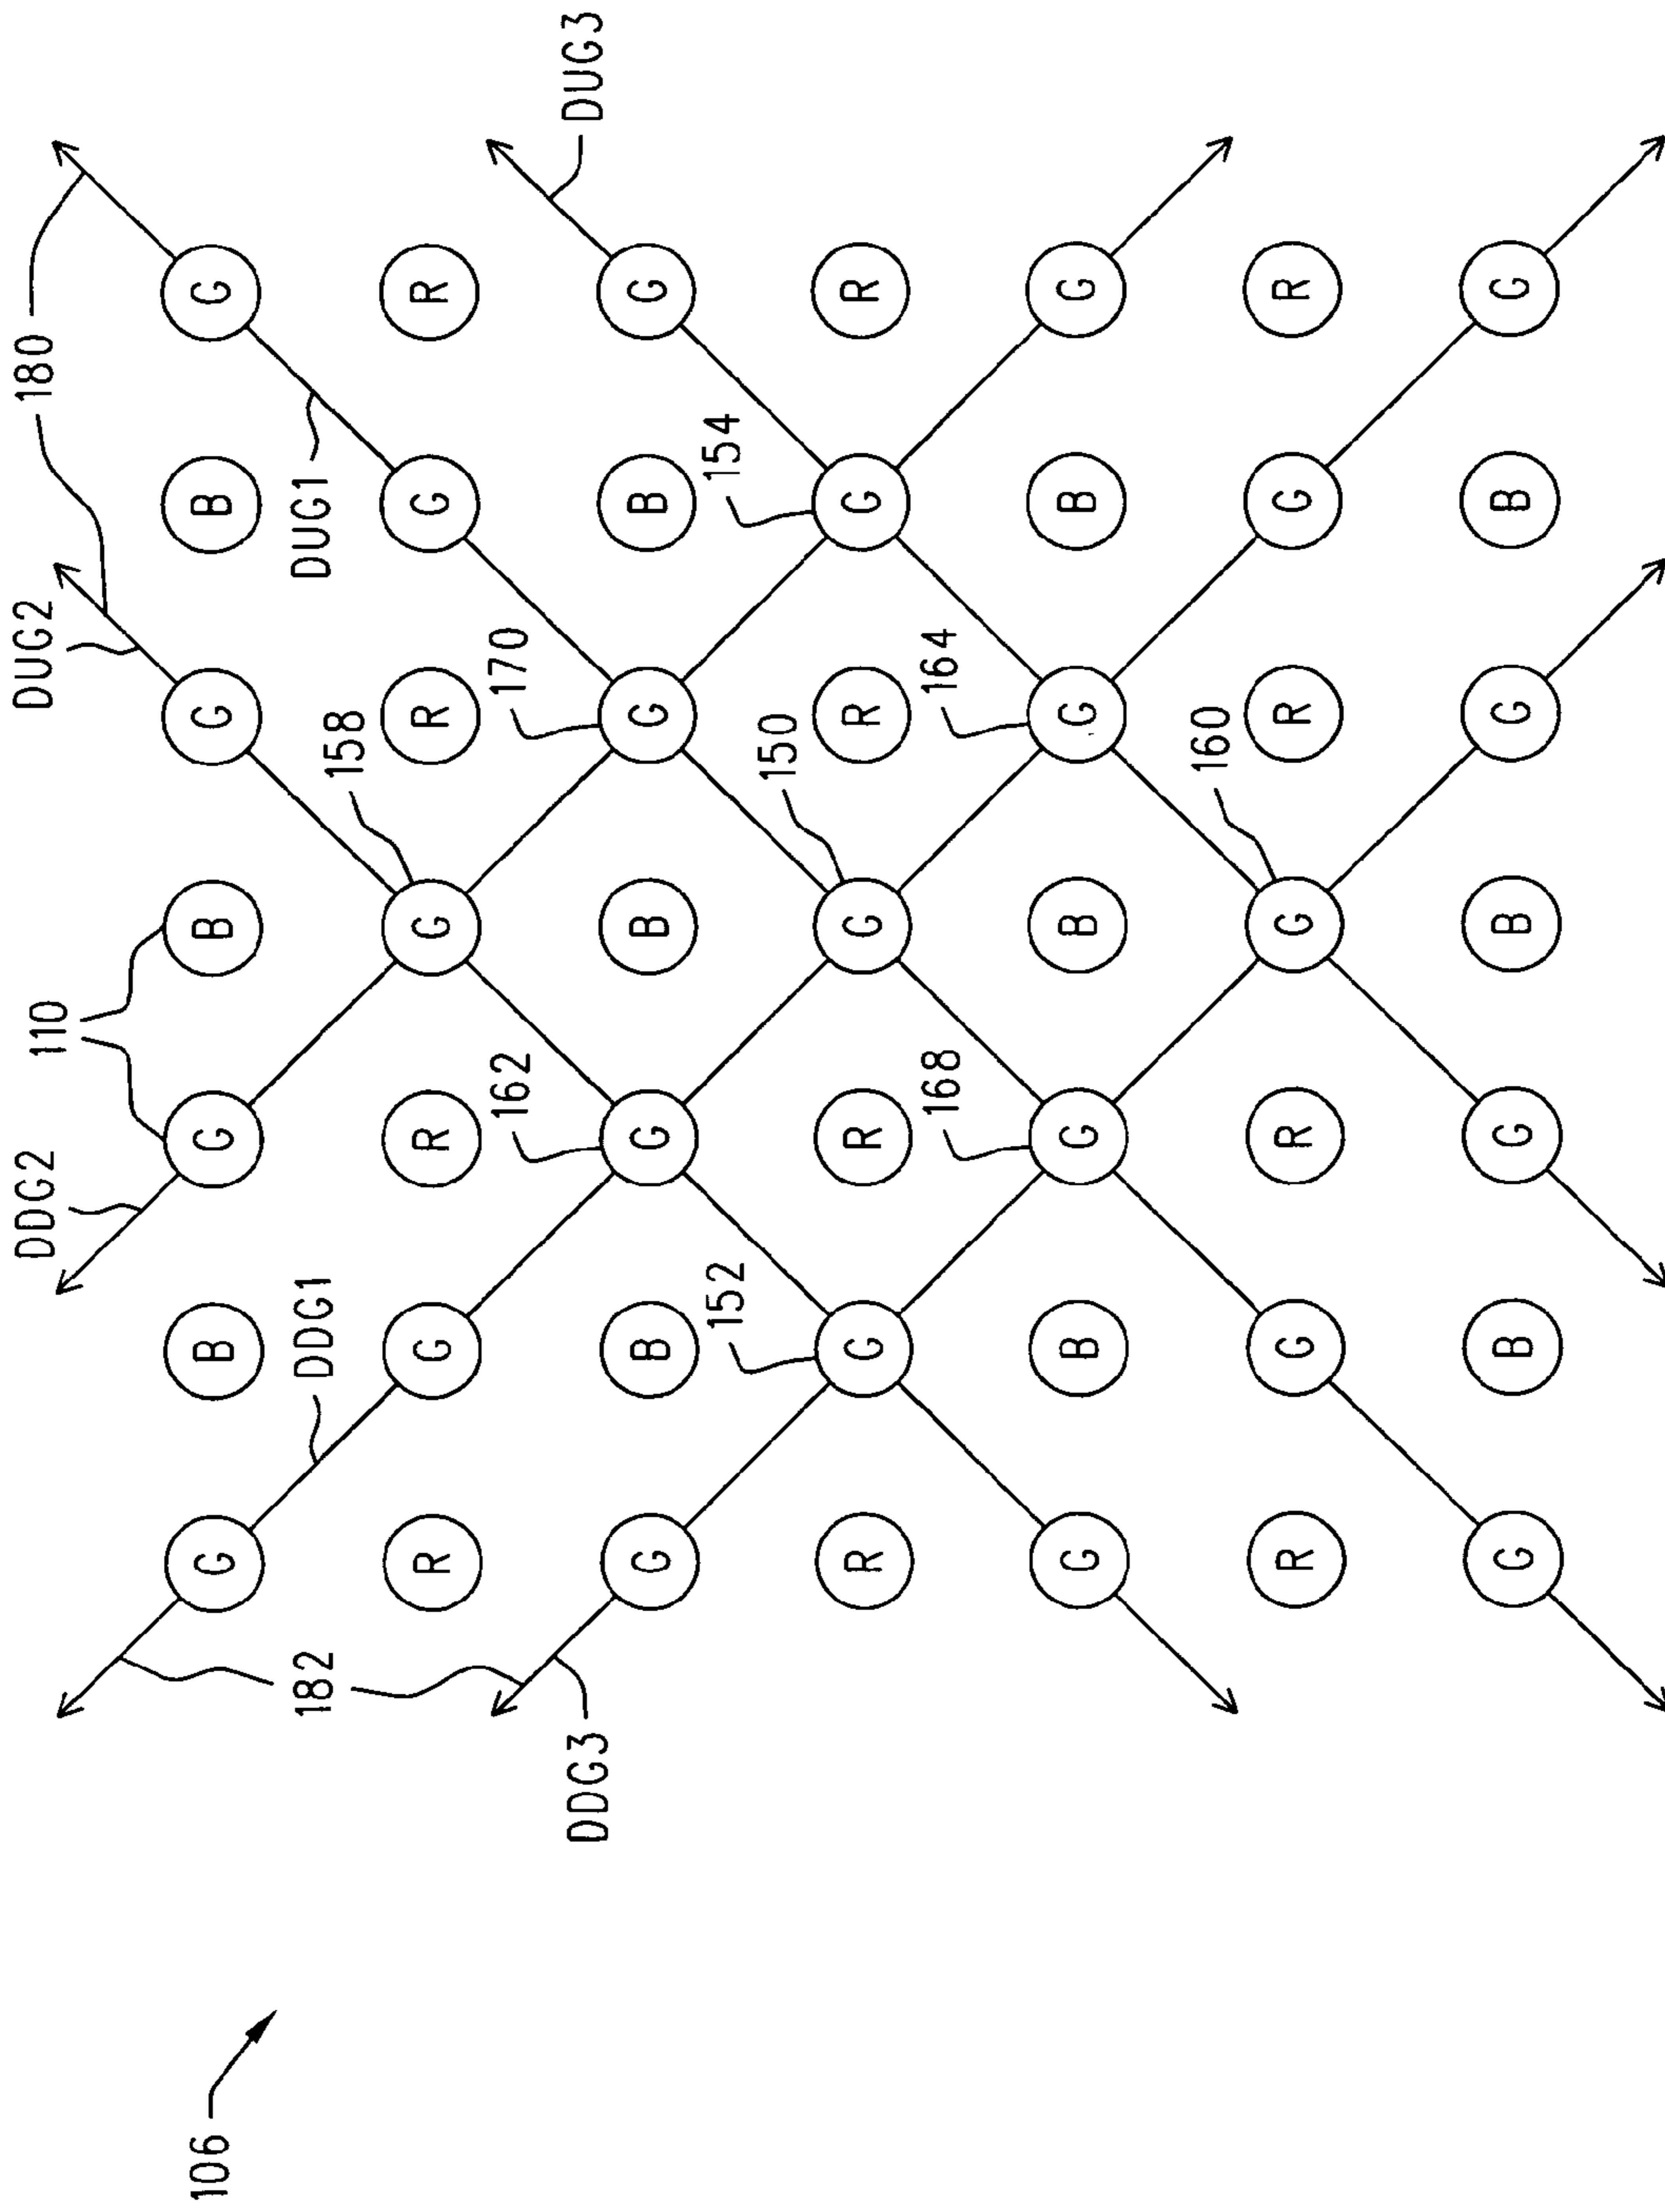 DDG2 110 DUG2 180
106
G B G B G B G
182 DDG1 158 DUG1
R G R G R G R
162 170
DDG3 DUG3
G B G B G B G
152 150 154
R G R G R G R
168 164
G B G B G B G
160
R G R G R G R
G B G B G B G